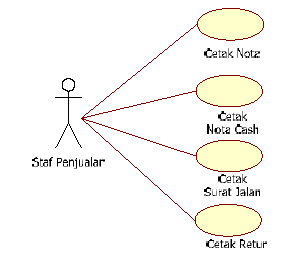 Cetak Nota
Cetak
Nota Cash
Staf Penjualan
Cetak
Surat Jalan
Cetak Retur